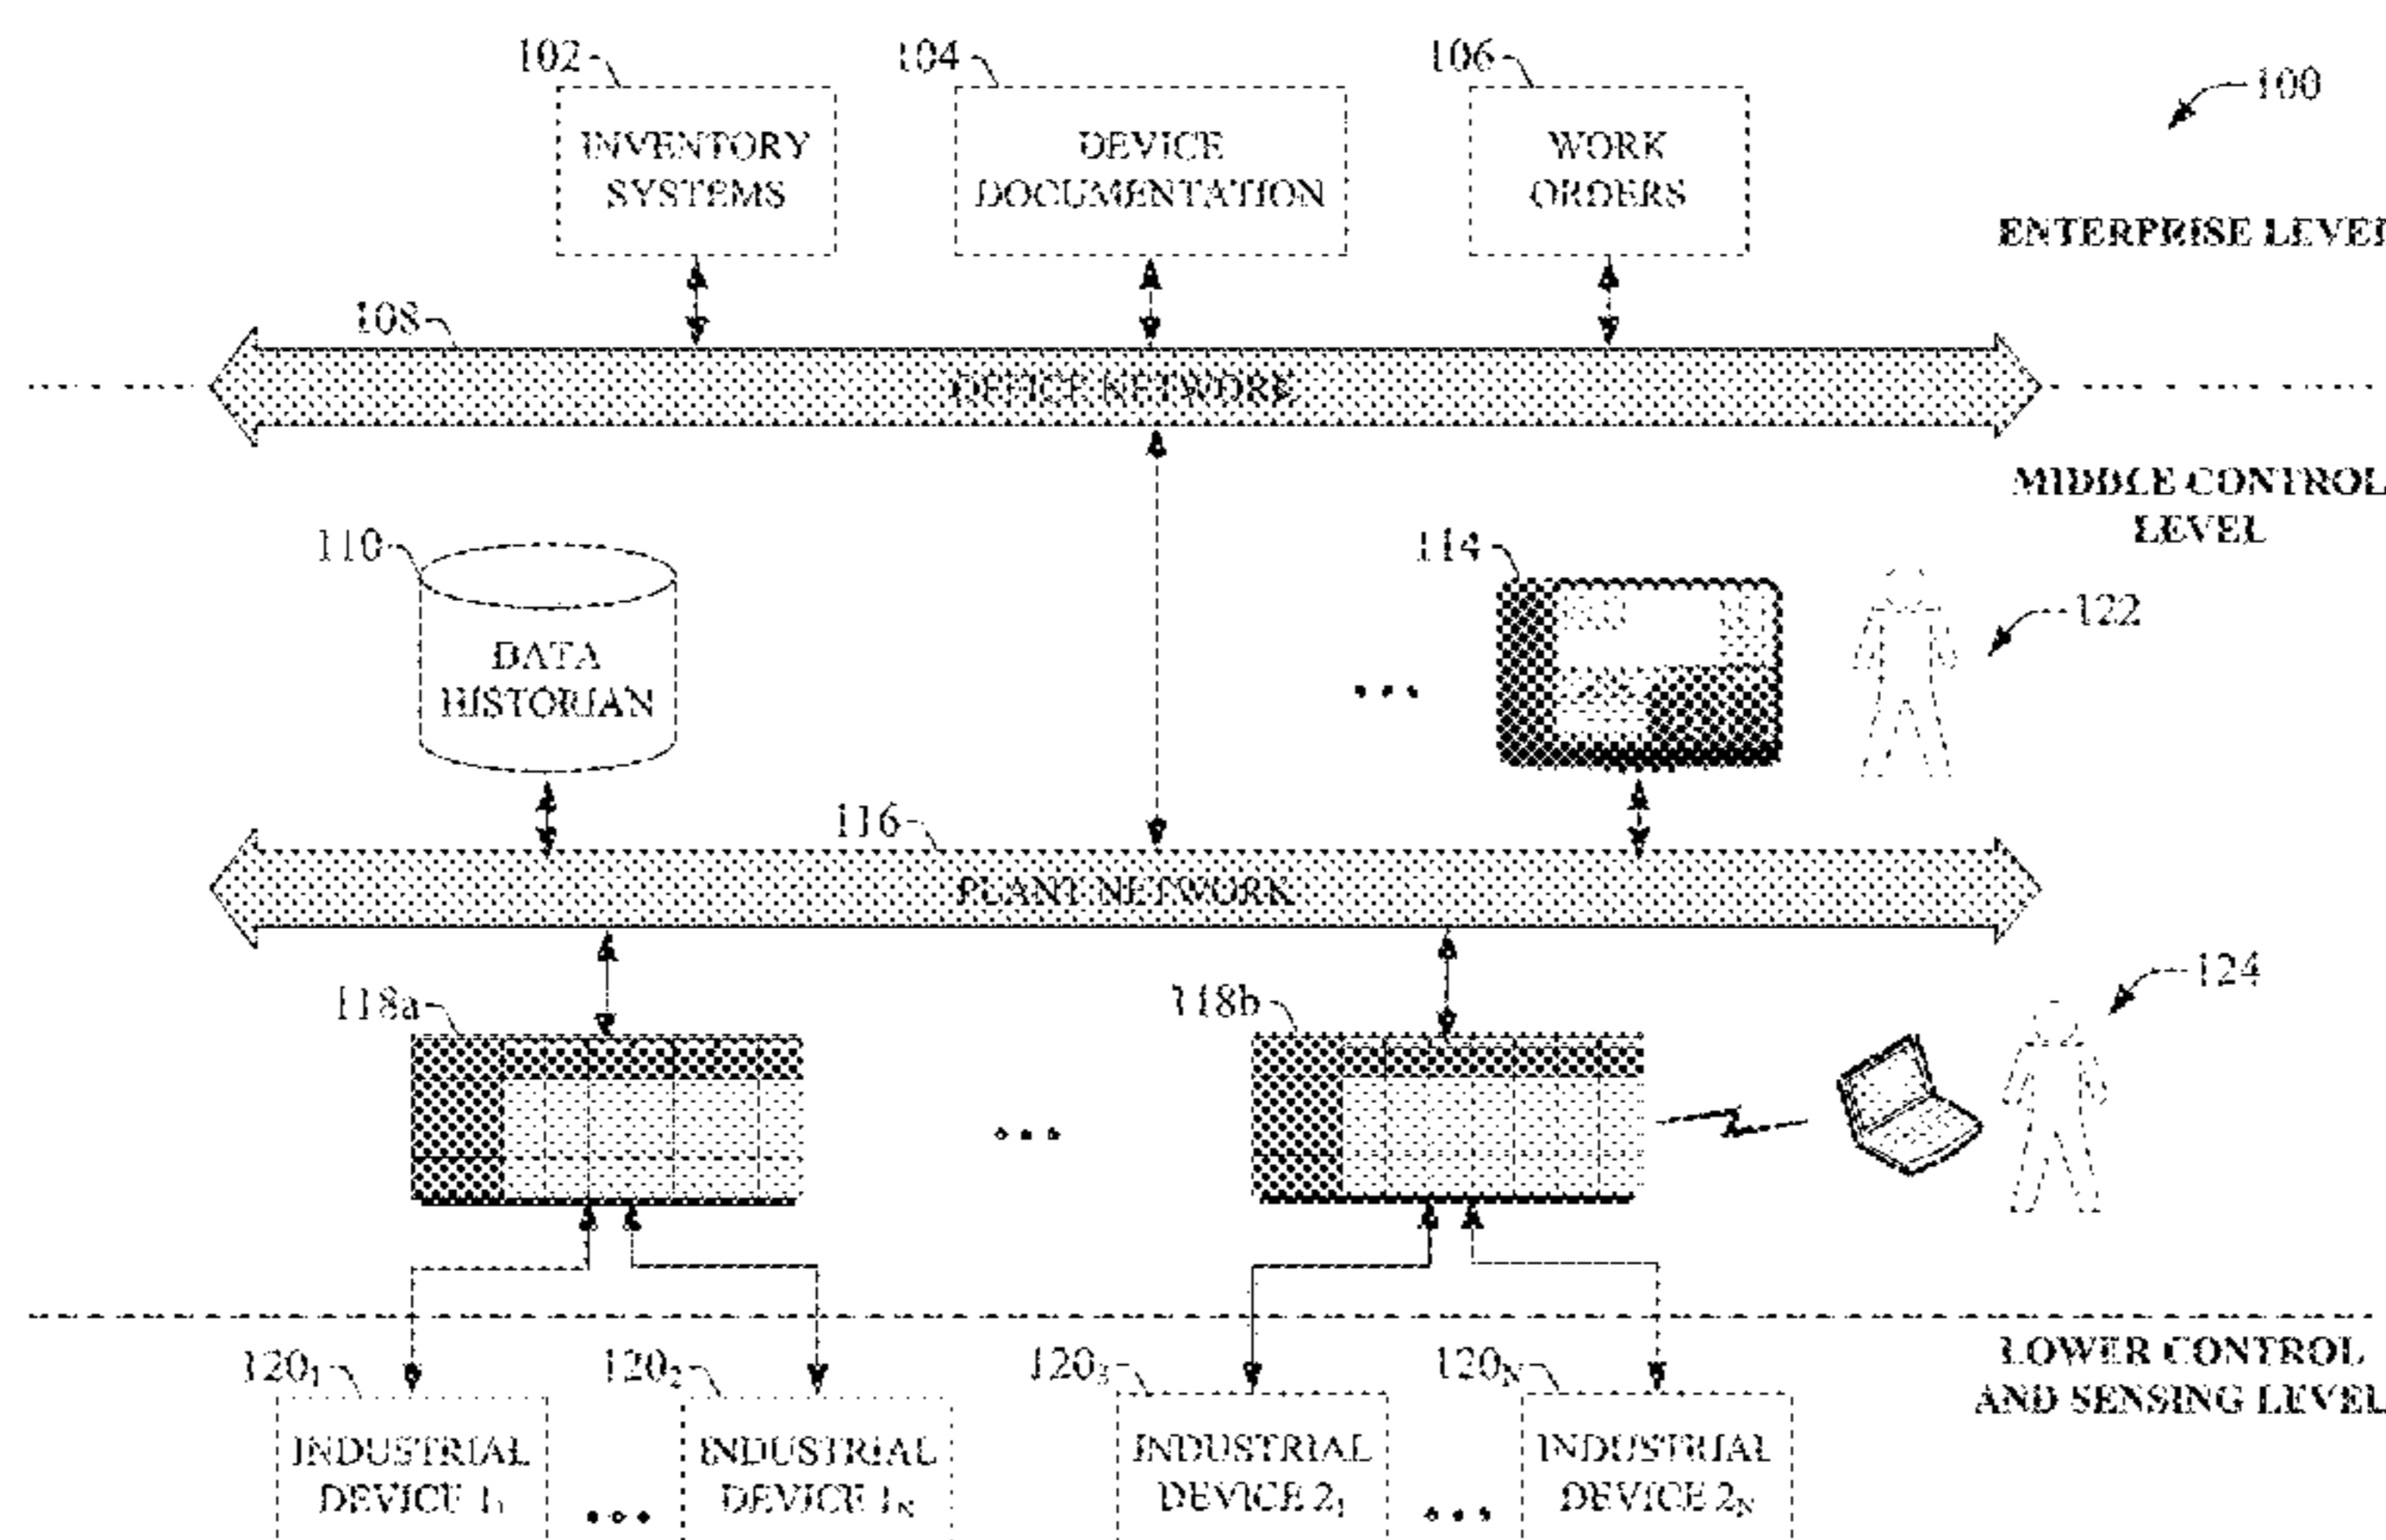 102
104
106
100
INVENTORY
SYSTEMS
DEVICE
DOCUMENTATION
WORK
ORDERS
ENTERPRISE LEVEL
108
OFFICE NETWORK
MIDDLE CONTROL
LEVEL
110
114
122
DATA
HISTORIAN
116
PLANT NETWORK
118a
118b
124
LOWER CONTROL
AND SENSING LEVEL
120₁
120₂
120₃
120ₙ
INDUSTRIAL
DEVICE 1₁
INDUSTRIAL
DEVICE 1ₙ
INDUSTRIAL
DEVICE 2₁
INDUSTRIAL
DEVICE 2ₙ